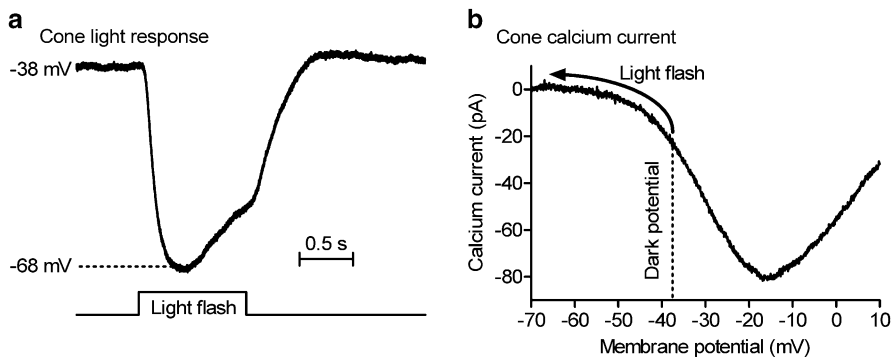 a
Cone light response
-38 mV
-68 mV
0.5 s
Light flash
b
Cone calcium current
Light flash
Calcium current (pA)
0
-20
-40
-60
-80
Dark potential
-70 -60 -50 -40 -30 -20 -10 0 10
Membrane potential (mV)